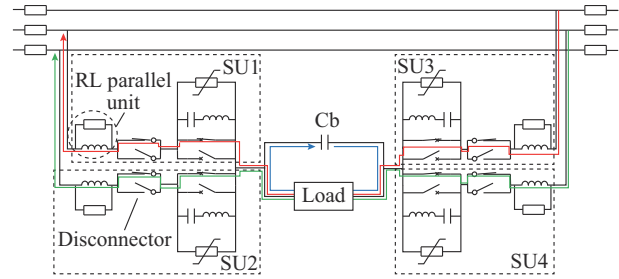 SU1
SU3
RL parallel
unit
Cb
Load
Disconnector
SU2
SU4